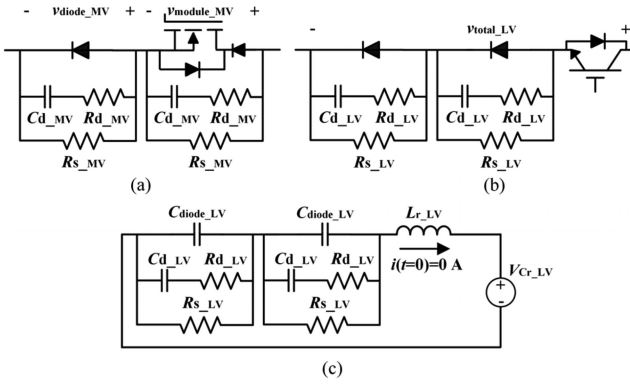 - vdiode_MV +
- vmodule_MV +
Cd_MV Rd_MV
Rs_MV
Cd_MV Rd_MV
Rs_MV
(a)
- vtotal_LV +
Cd_LV Rd_LV
Rs_LV
Cd_LV Rd_LV
Rs_LV
(b)
Cdiode_LV
Cd_LV Rd_LV
Rs_LV
Cdiode_LV
Cd_LV Rd_LV
Rs_LV
Lr_LV
i(t=0)=0 A
VCr_LV
+
-
(c)